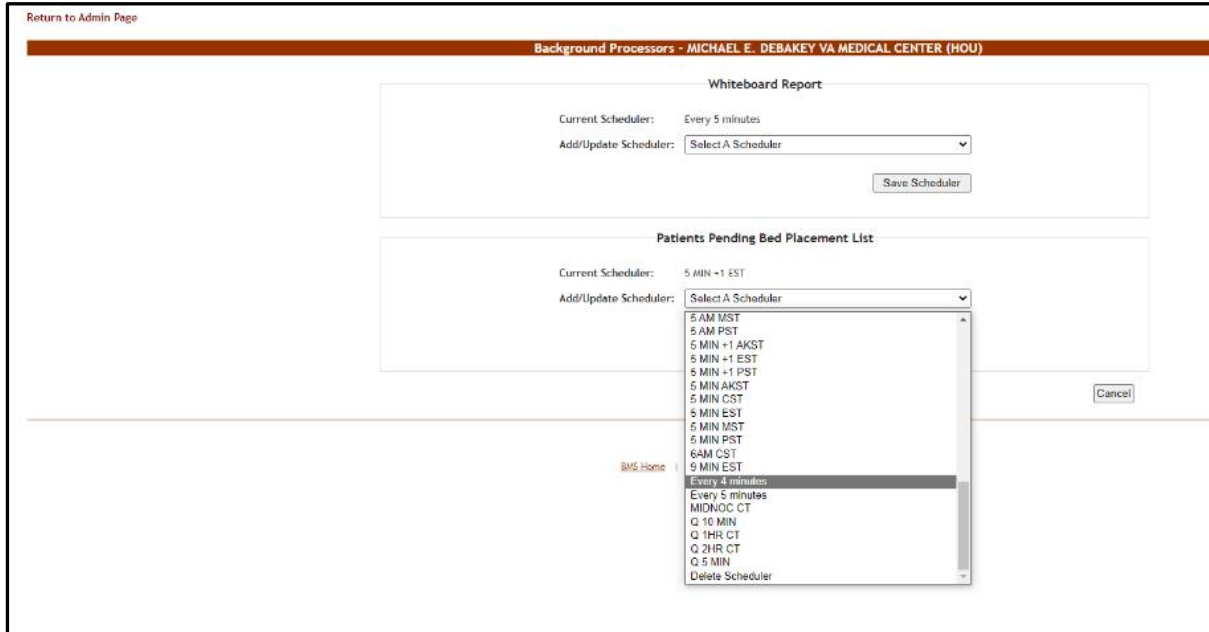 Return to Admin Page
Background Processors - MICHAEL E. DEBAKEY VA MEDICAL CENTER (HOU)
Whiteboard Report
Current Scheduler: Every 5 minutes
Add/Update Scheduler: Select A Scheduler
Save Scheduler
Patients Pending Bed Placement List
Current Scheduler: 5 MIN +1 EST
Add/Update Scheduler: Select A Scheduler
5 AM MST
5 AM PST
5 MIN +1 AKST
5 MIN +1 EST
5 MIN +1 PST
5 MIN AKST
5 MIN CST
5 MIN EST
5 MIN MST
5 MIN PST
6AM CST
9 MIN EST
Every 4 minutes
Every 5 minutes
MIDNOC CT
Q 10 MIN
Q 1HR CT
Q 2HR CT
Q 5 MIN
Delete Scheduler
Cancel
BMS Home |